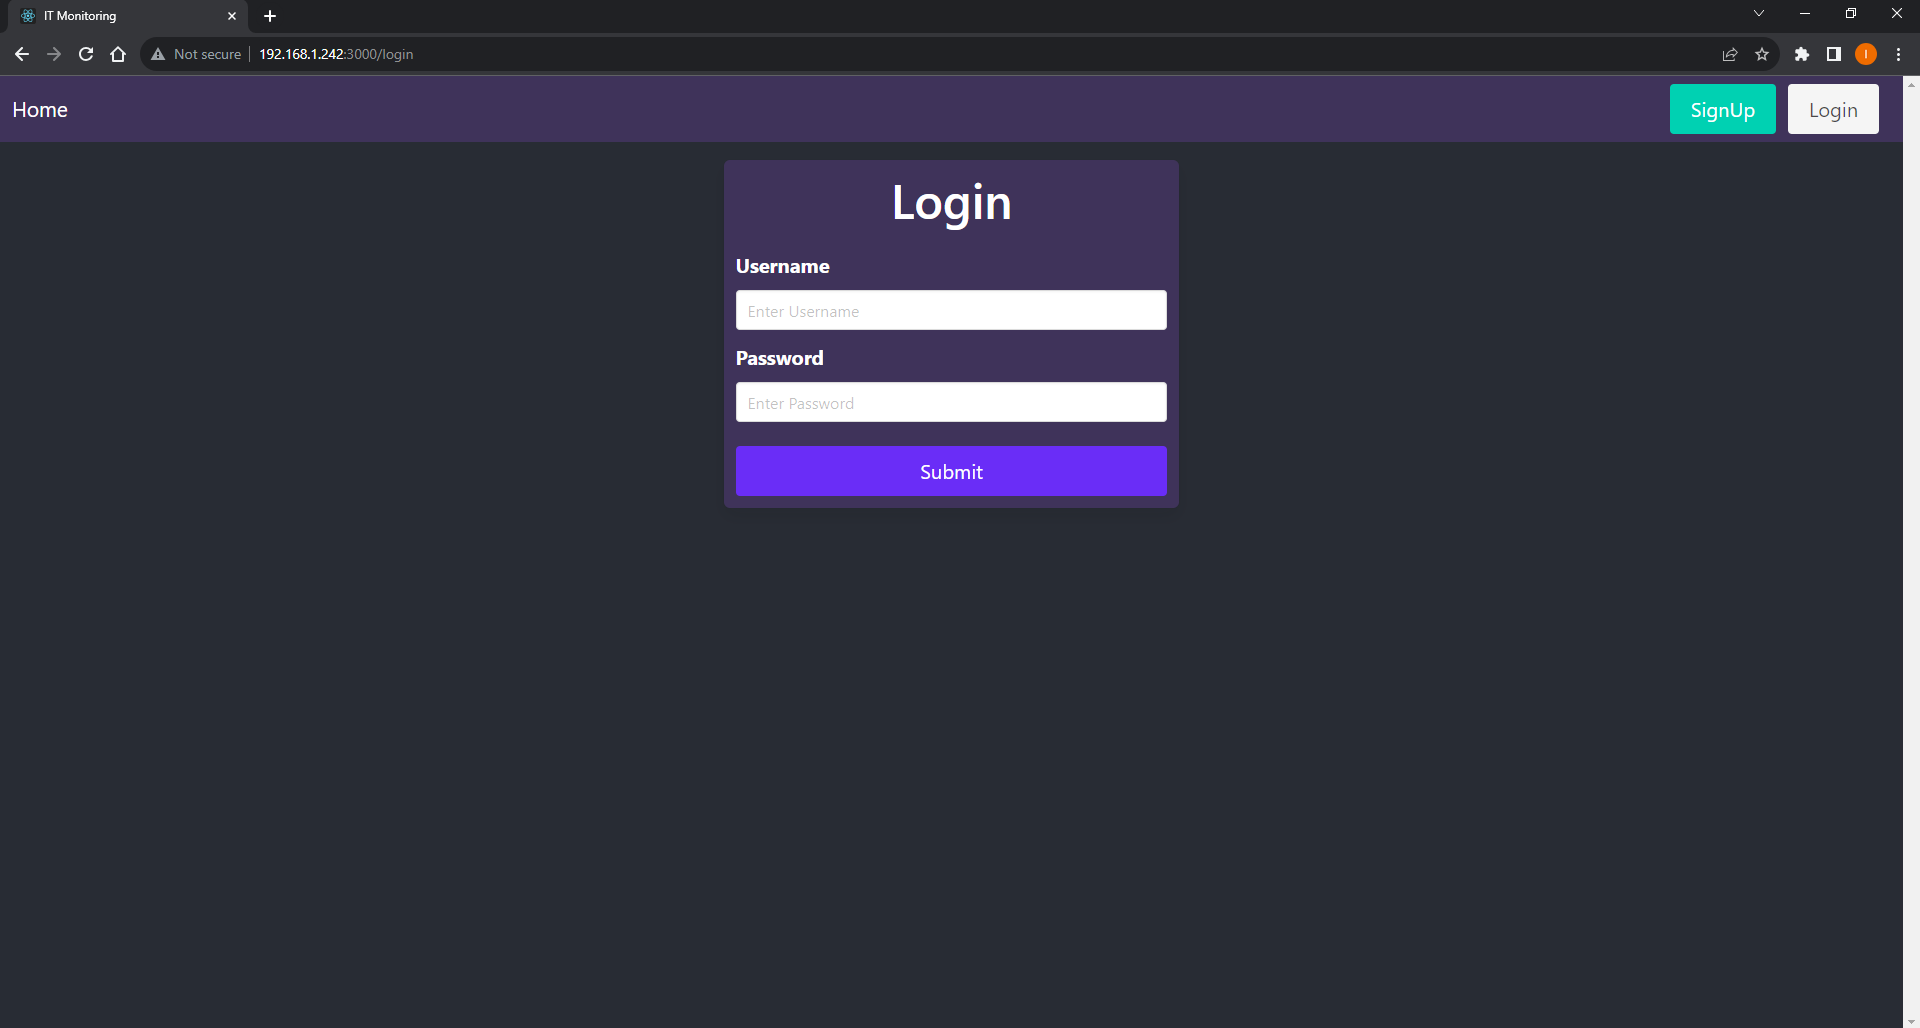 IT Monitoring
Not secure 192.168.1.242:3000/login
I
Home
SignUp
Login
Login
Username
Enter Username
Password
Enter Password
Submit